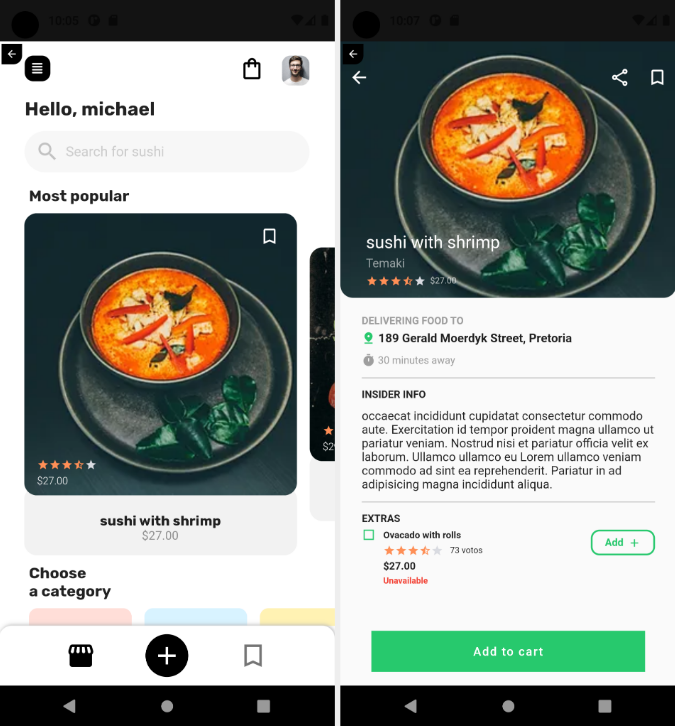 10:05
Hello, michael
Search for sushi
Most popular
$27.00
$2
sushi with shrimp
$27.00
Choose
a category
10:07
sushi with shrimp
Temaki
$27.00
DELIVERING FOOD TO
189 Gerald Moerdyk Street, Pretoria
30 minutes away
INSIDER INFO
occaecat incididunt cupidatat consectetur commodo
aute. Exercitation id tempor proident magna ullamco ut
pariatur veniam. Nostrud nisi et pariatur officia velit ex
laborum. Ullamco ullamco eu Lorem ullamco veniam
commodo ad sint ea reprehenderit. Pariatur in ad
adipisicing magna incididunt aliqua.
EXTRAS
Ovacado with rolls
73 votos
$27.00
Unavailable
Add +
Add to cart